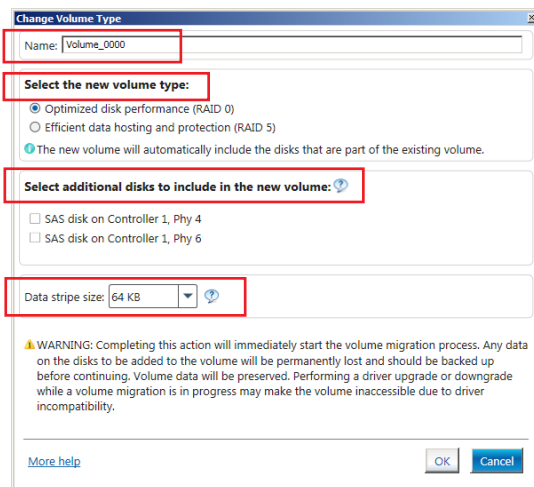 Change Volume Type
x
Name: Volume_0000
Select the new volume type:
Optimized disk performance (RAID 0)
Efficient data hosting and protection (RAID 5)
The new volume will automatically include the disks that are part of the existing volume.
Select additional disks to include in the new volume: ?
SAS disk on Controller 1, Phy 4
SAS disk on Controller 1, Phy 6
Data stripe size: 64 KB ?
WARNING: Completing this action will immediately start the volume migration process. Any data
on the disks to be added to the volume will be permanently lost and should be backed up
before continuing. Volume data will be preserved. Performing a driver upgrade or downgrade
while a volume migration is in progress may make the volume inaccessible due to driver
incompatibility.
More help
OK
Cancel